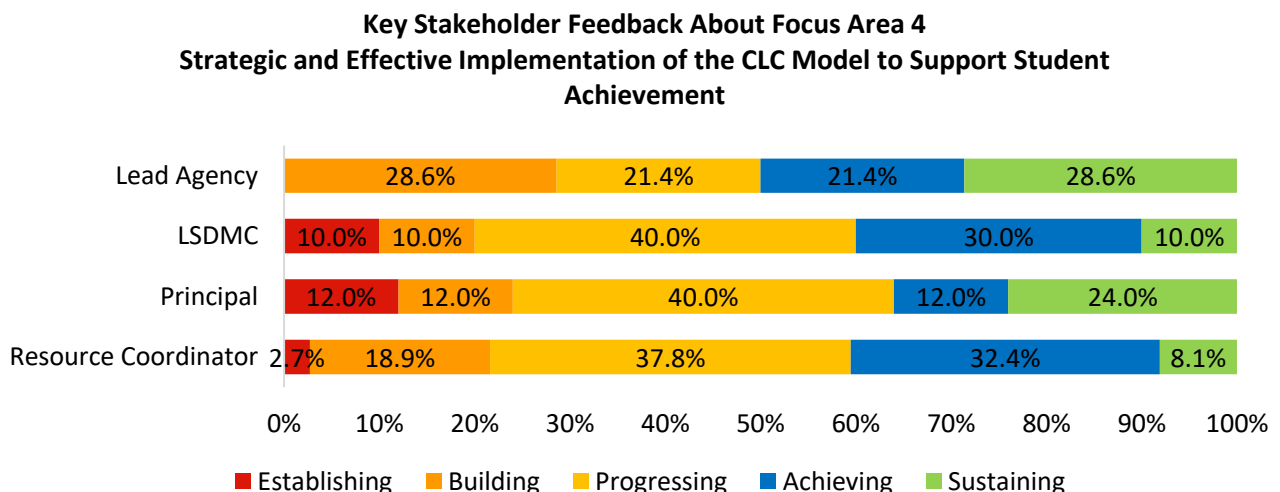 Key Stakeholder Feedback About Focus Area 4
Strategic and Effective Implementation of the CLC Model to Support Student
Achievement
Lead Agency 28.6% 21.4% 21.4% 28.6%
LSDMC 10.0% 10.0% 40.0% 30.0% 10.0%
Principal 12.0% 12.0% 40.0% 12.0% 24.0%
Resource Coordinator 2.7% 18.9% 37.8% 32.4% 8.1%
0% 10% 20% 30% 40% 50% 60% 70% 80% 90% 100%
Establishing Building Progressing Achieving Sustaining